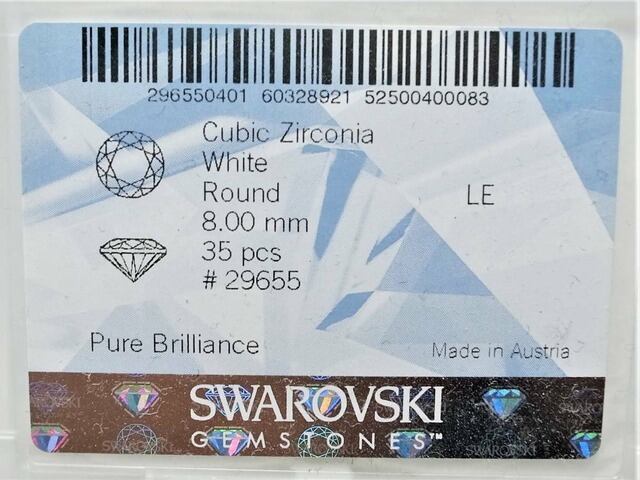 296550401 60328921 52500400083
Cubic Zirconia
White
Round
LE
8.00 mm
35 pcs
# 29655
Pure Brilliance
Made in Austria
SWAROVSKI
GEMSTONES™